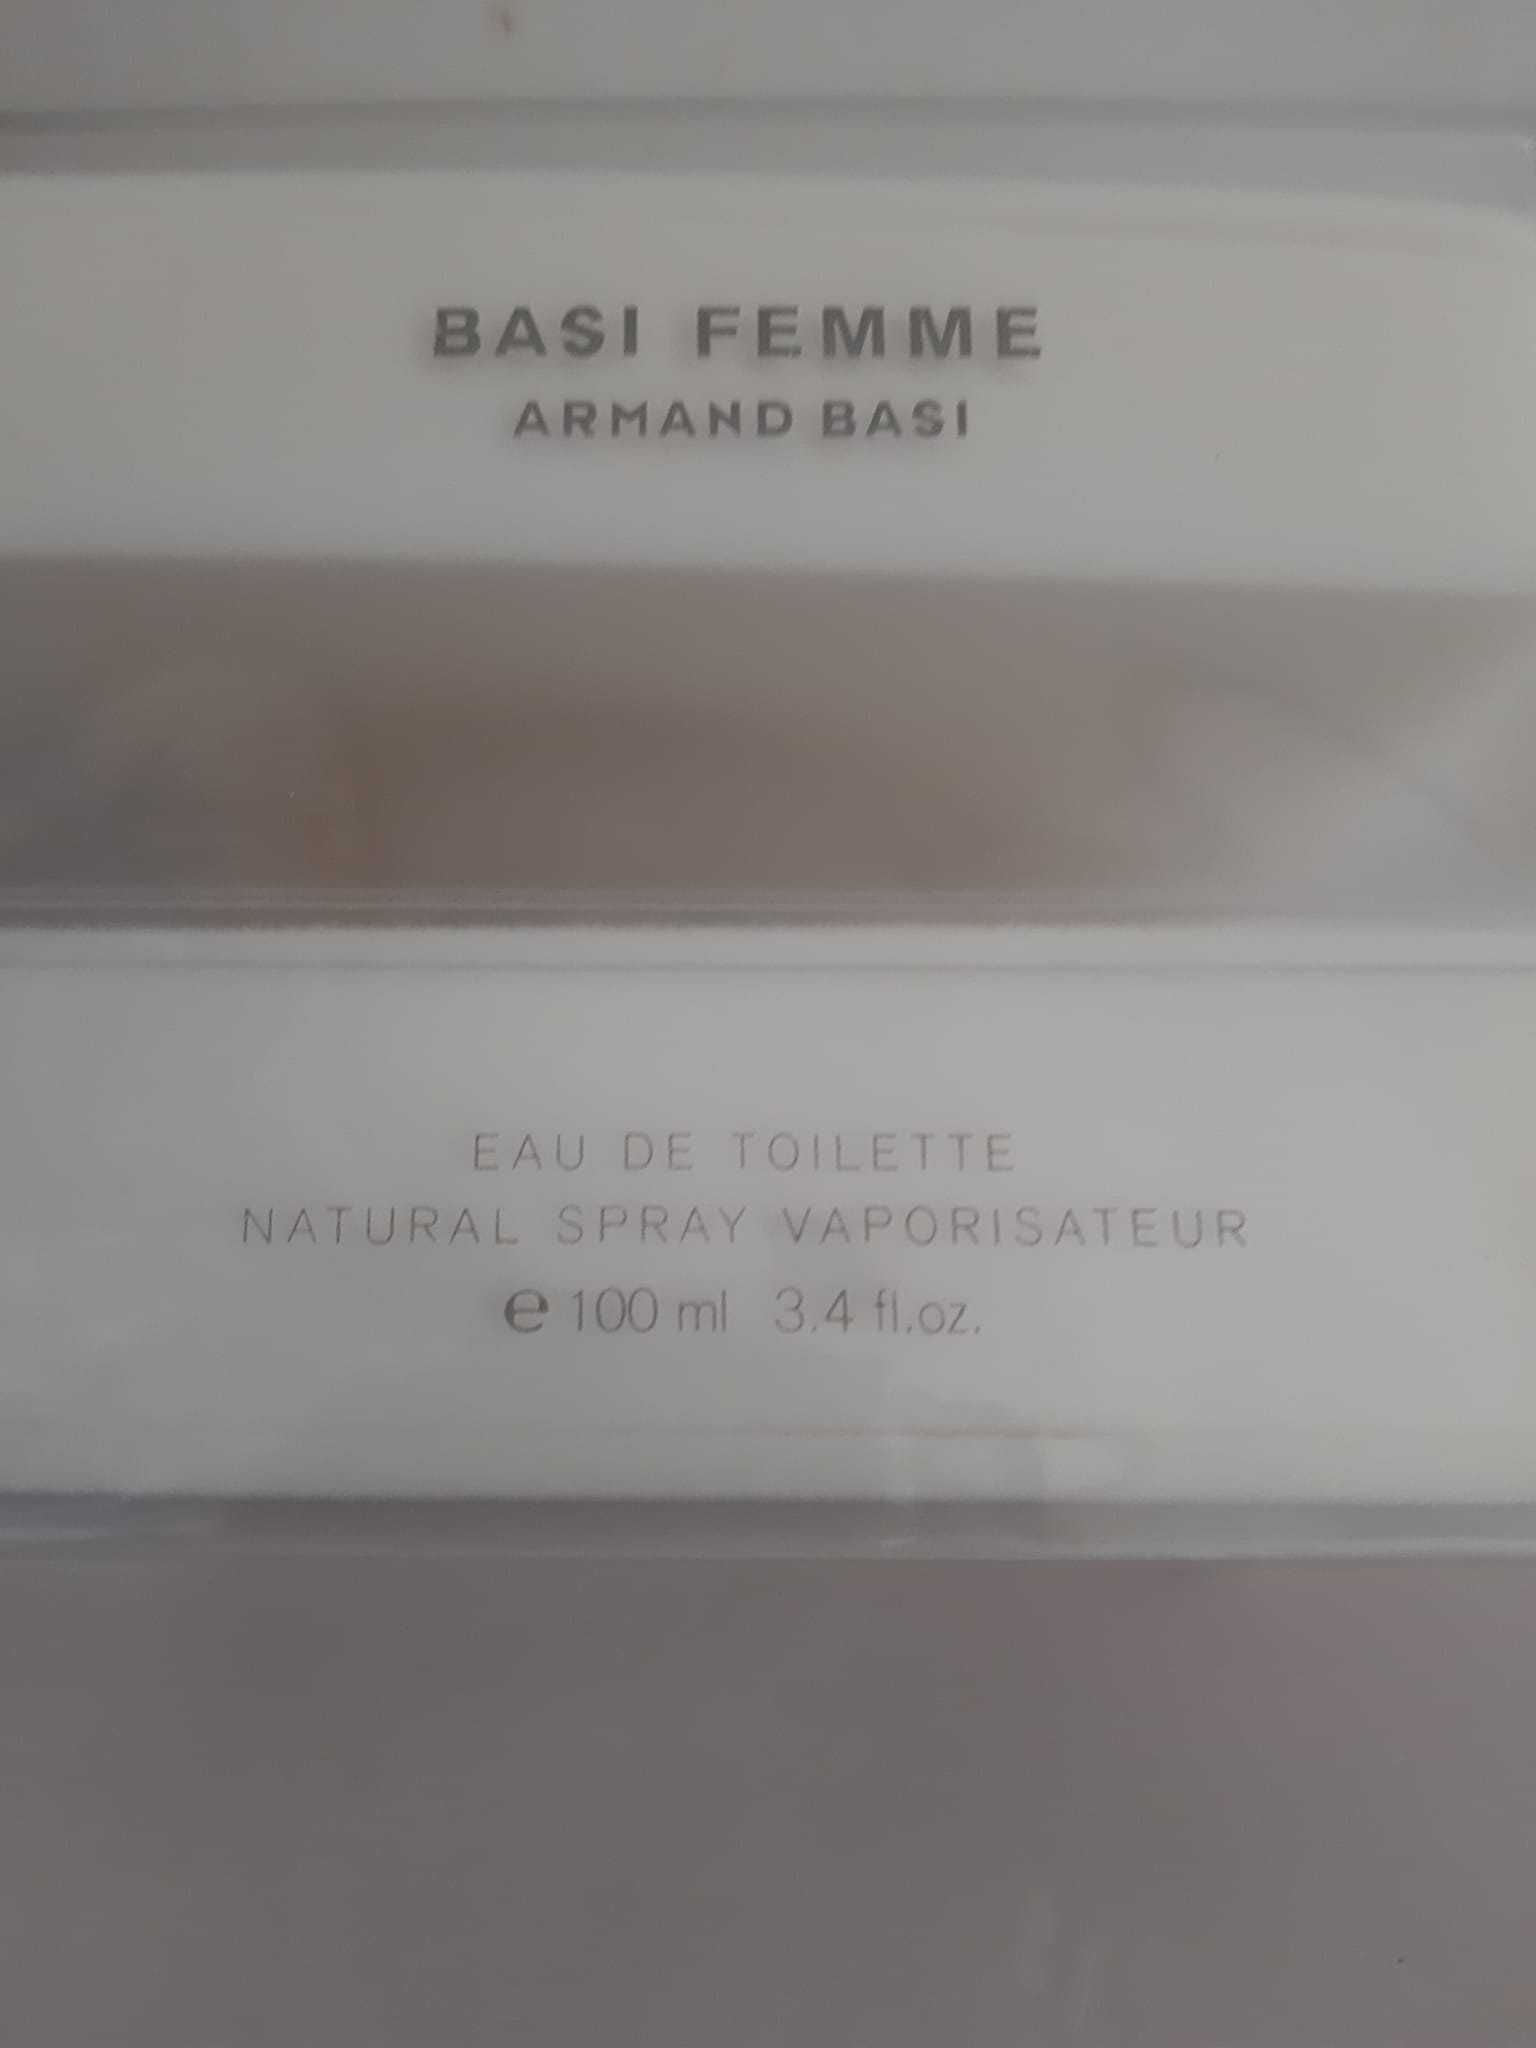 BASI FEMME
ARMAND BASI
EAU DE TOILETTE
NATURAL SPRAY VAPORISATEUR
℮ 100 ml 3.4 fl.oz.